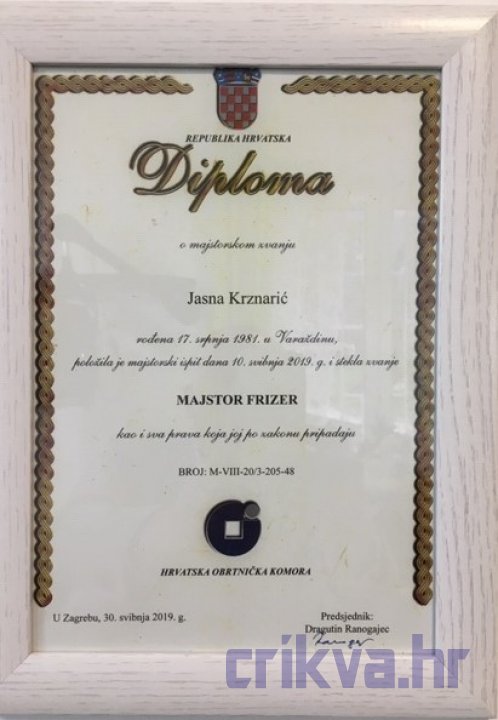 REPUBLIKA HRVATSKA
Diploma
o majstorskom zvanju
Jasna Krznarić
rođena 17. srpnja 1981. u Varaždinu,
položila je majstorski ispit dana 10. svibnja 2019. g. i stekla zvanje
MAJSTOR FRIZER
kao i sva prava koja joj po zakonu pripadaju
BROJ: M-VIII-20/3-205-48
HRVATSKA OBRTNIČKA KOMORA
U Zagrebu, 30. svibnja 2019. g.
Predsjednik:
Dragutin Ranogajec
crikva.hr